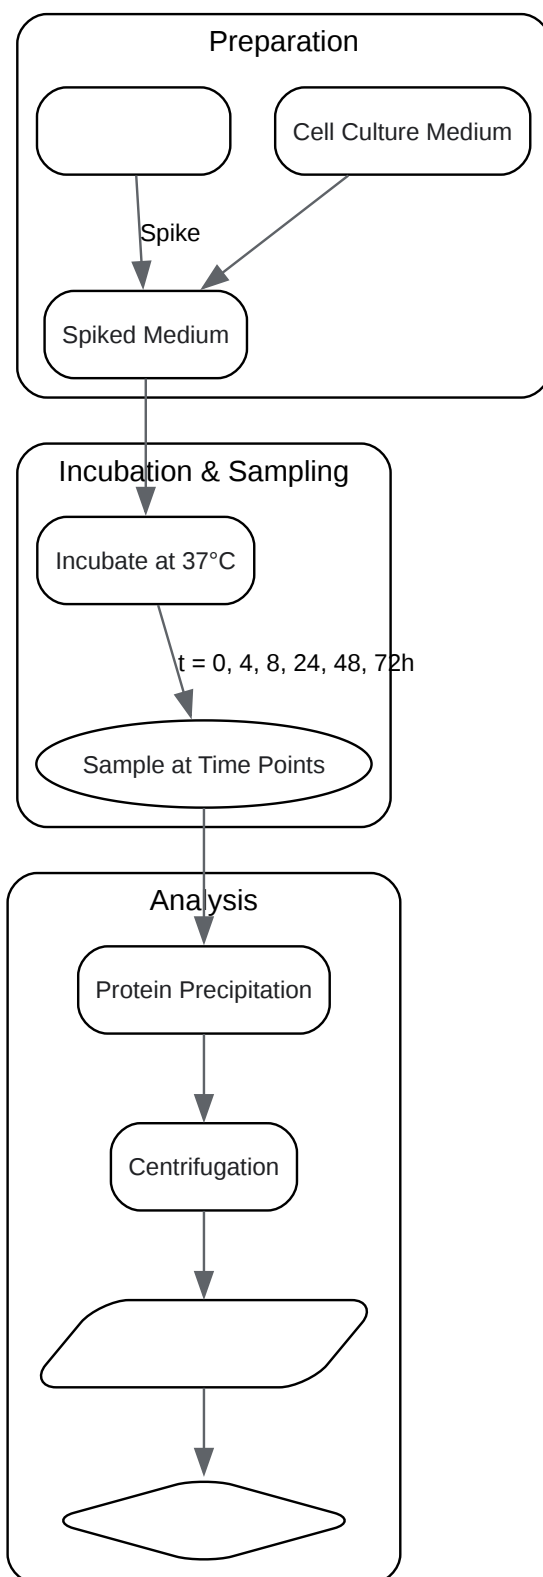 Preparation
Cell Culture Medium
Spike
Spiked Medium
Incubation & Sampling
Incubate at 37°C
t = 0, 4, 8, 24, 48, 72h
Sample at Time Points
Analysis
Protein Precipitation
Centrifugation